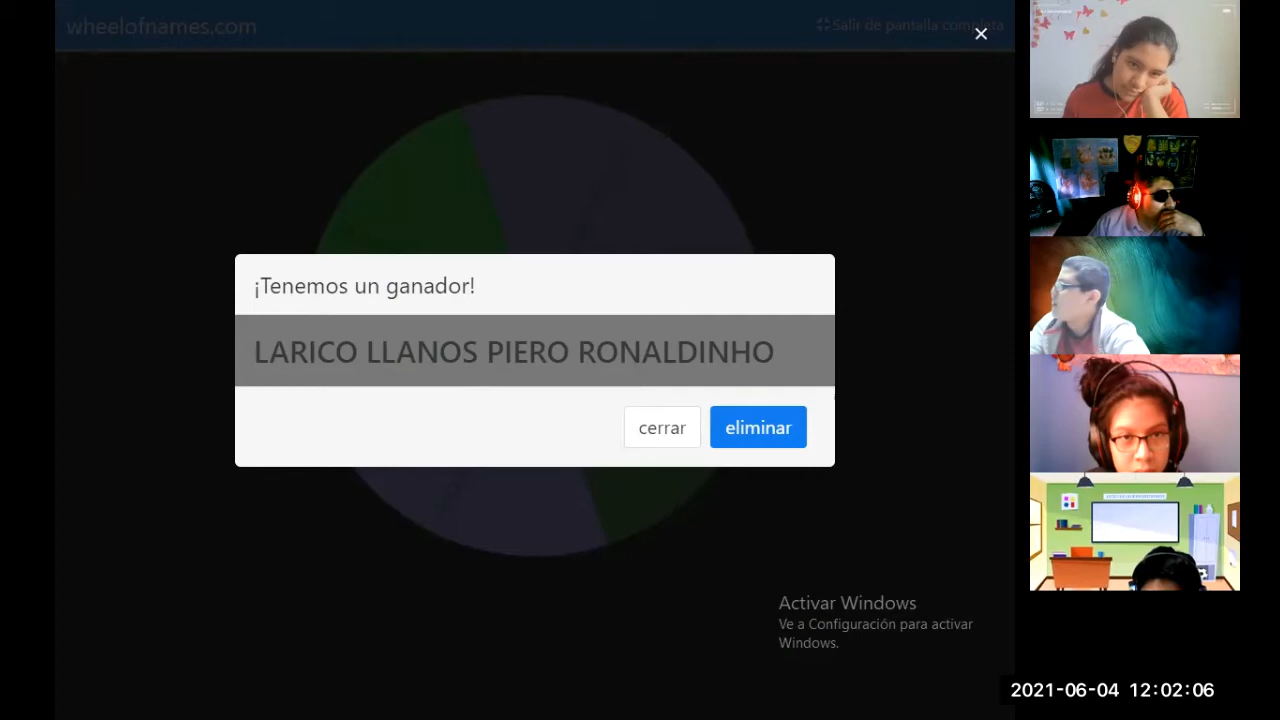 wheelofnames.com
Salir de pantalla completa
¡Tenemos un ganador!
LARICO LLANOS PIERO RONALDINHO
cerrar
eliminar
Activar Windows
Ve a Configuración para activar
Windows.
2021-06-04 12:02:06